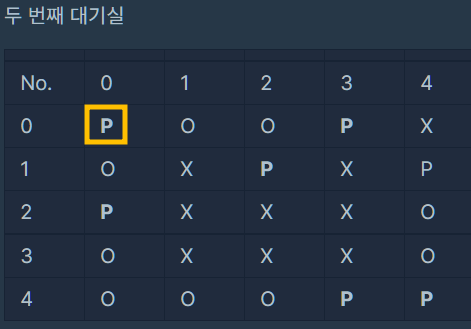 두 번째 대기실
No. 0 1 2 3 4
0 P O O P X
1 O X P X P
2 P X X X O
3 O X X X O
4 O O O P P